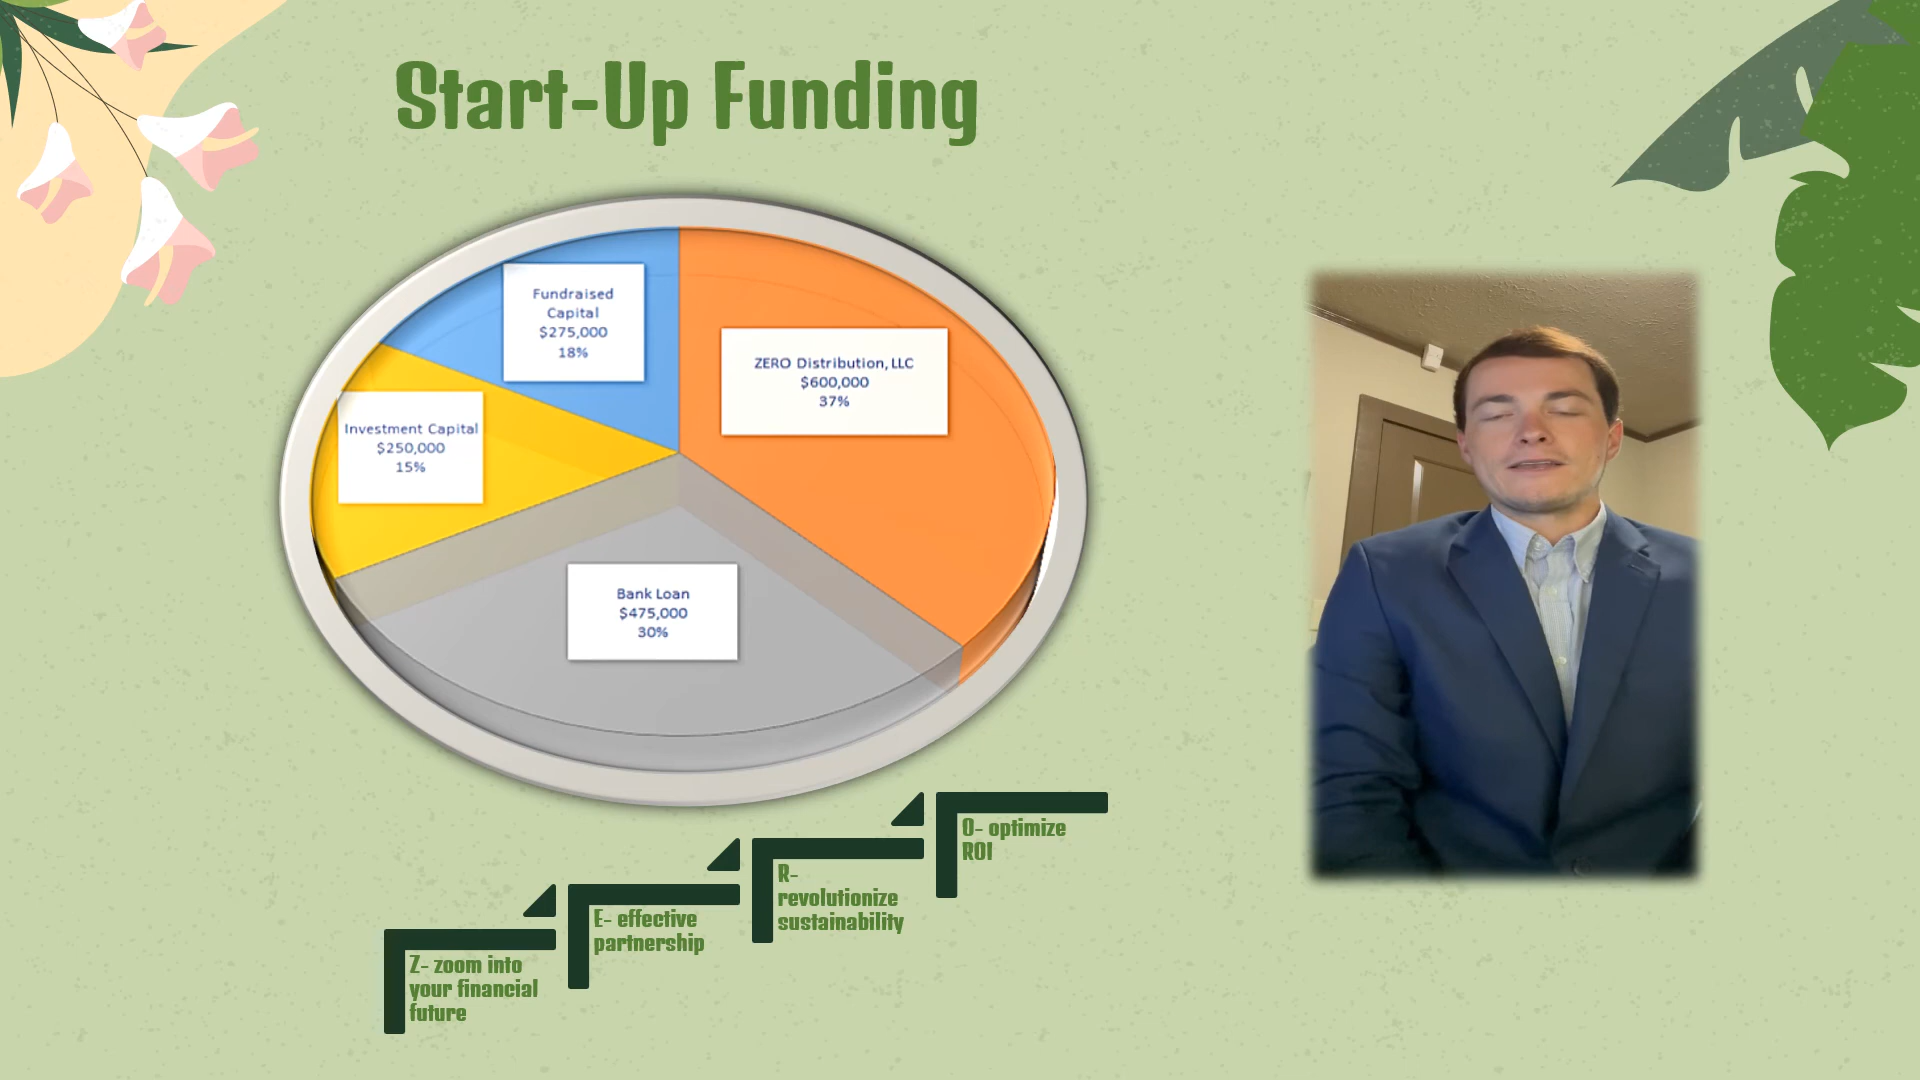 Start-Up Funding
Fundraised
Capital
$275,000
18%
ZERO Distribution, LLC
$600,000
37%
Investment Capital
$250,000
15%
Bank Loan
$475,000
30%
Z- zoom into
your financial
future
E- effective
partnership
R-
revolutionize
sustainability
O- optimize
ROI